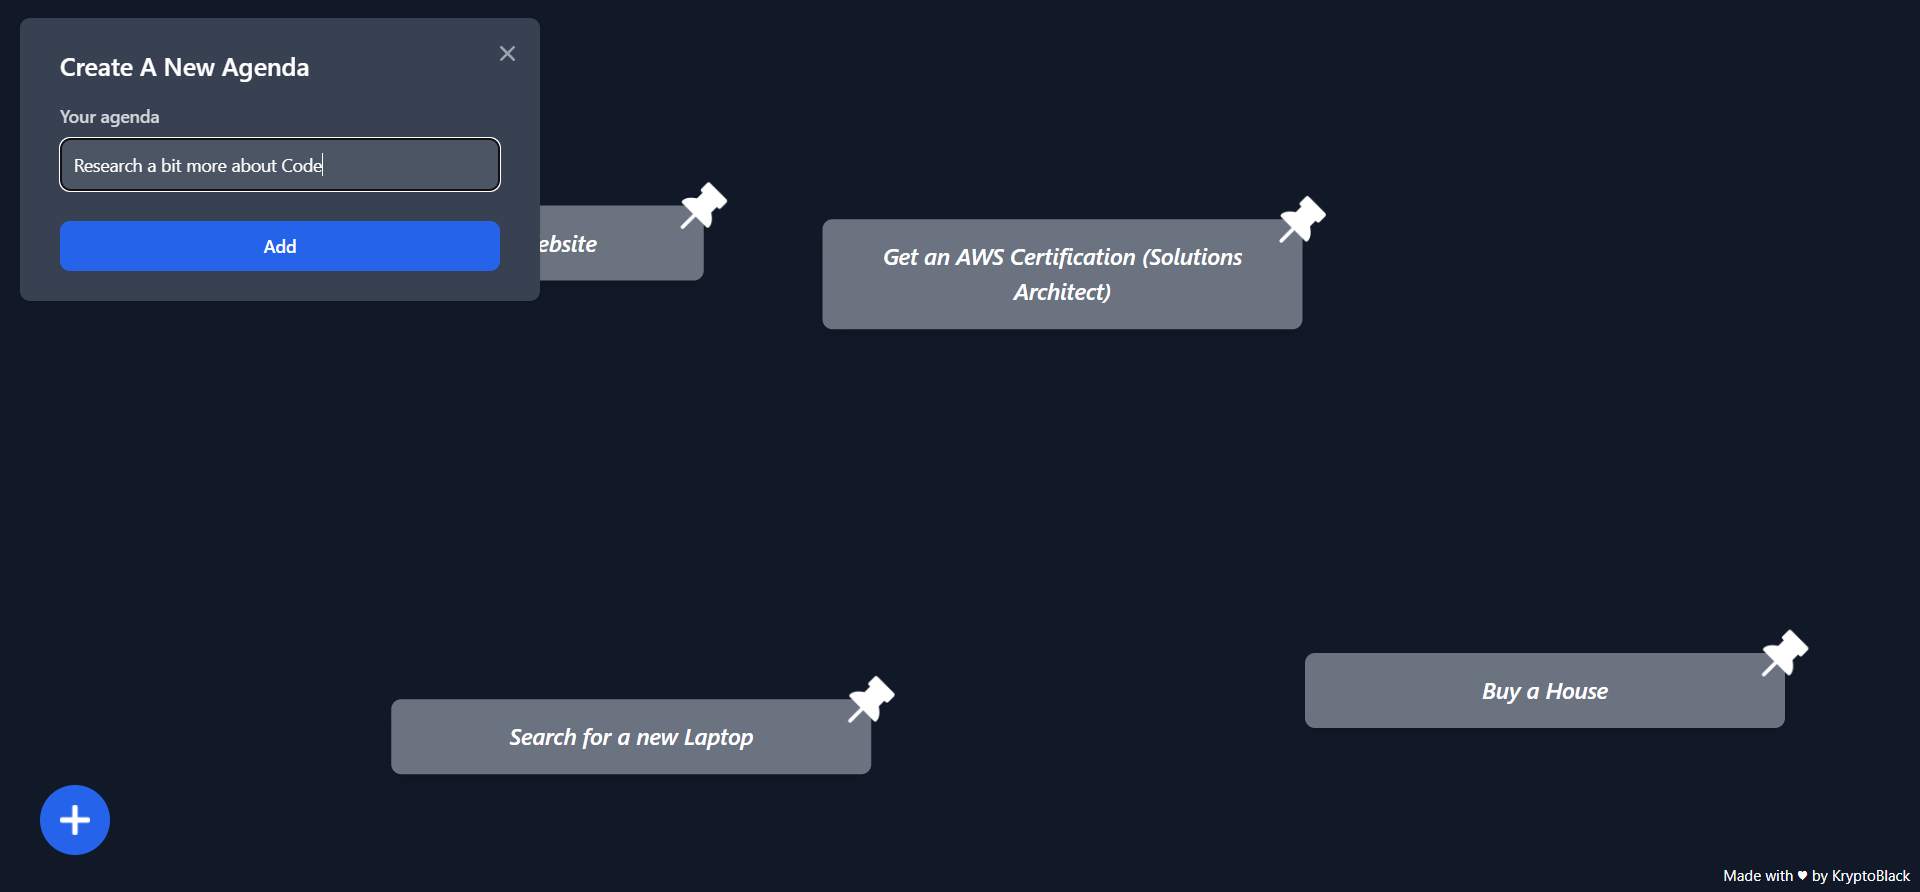 Create A New Agenda
Your agenda
Research a bit more about Code
Add
ebsite
Get an AWS Certification (Solutions
Architect)
Buy a House
Search for a new Laptop
Made with ♥ by KryptoBlack